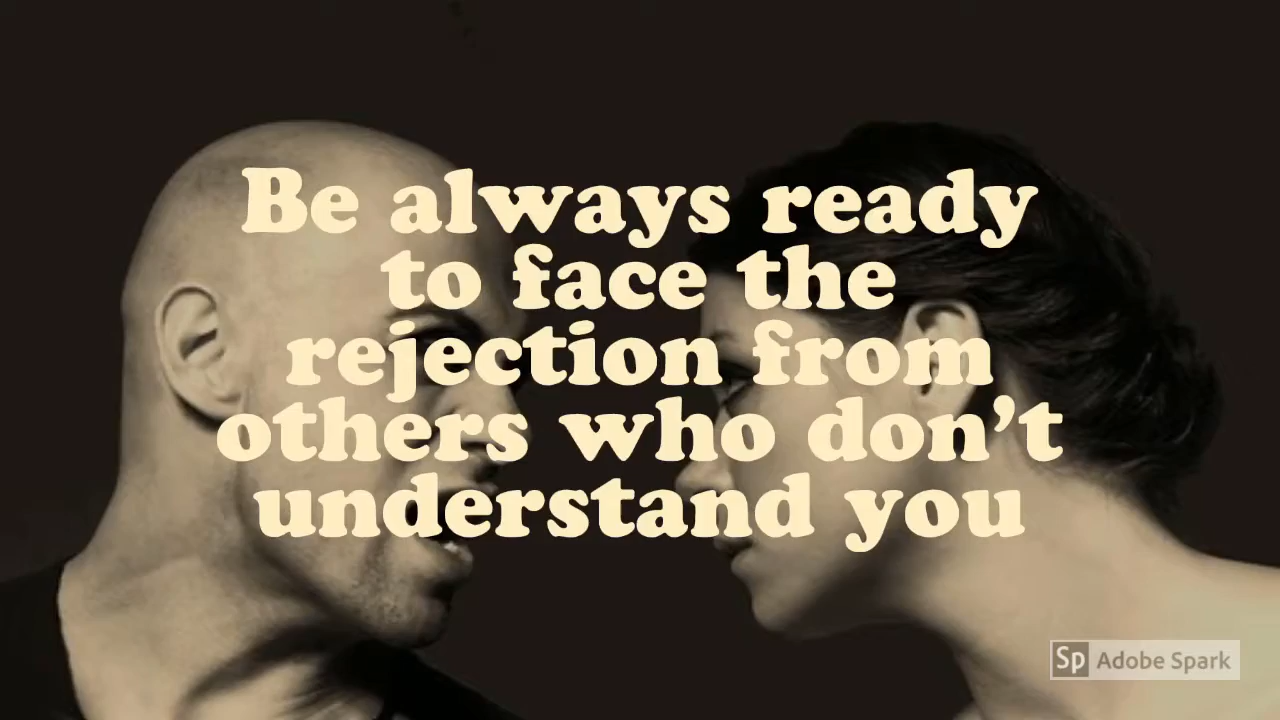 Be always ready
to face the
rejection from
others who don’t
understand you
Sp Adobe Spark